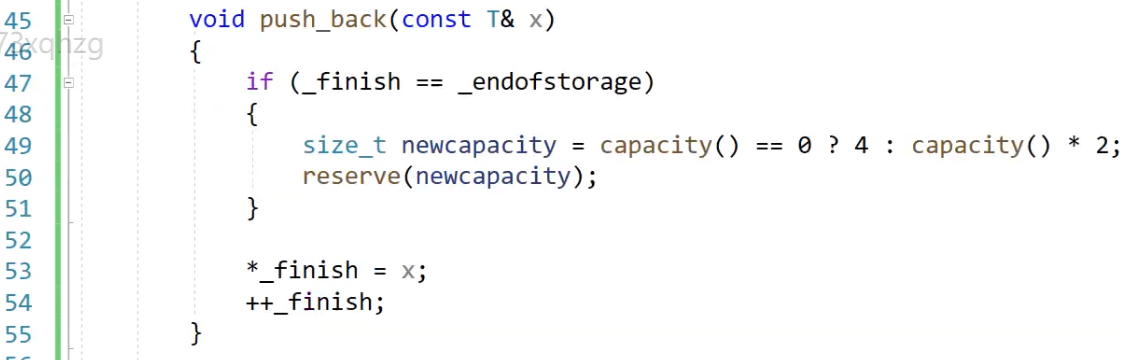 45 void push_back(const T& x)
46 {
47 if (_finish == _endofstorage)
48 {
49 size_t newcapacity = capacity() == 0 ? 4 : capacity() * 2;
50 reserve(newcapacity);
51 }
52
53 *_finish = x;
54 ++_finish;
55 }